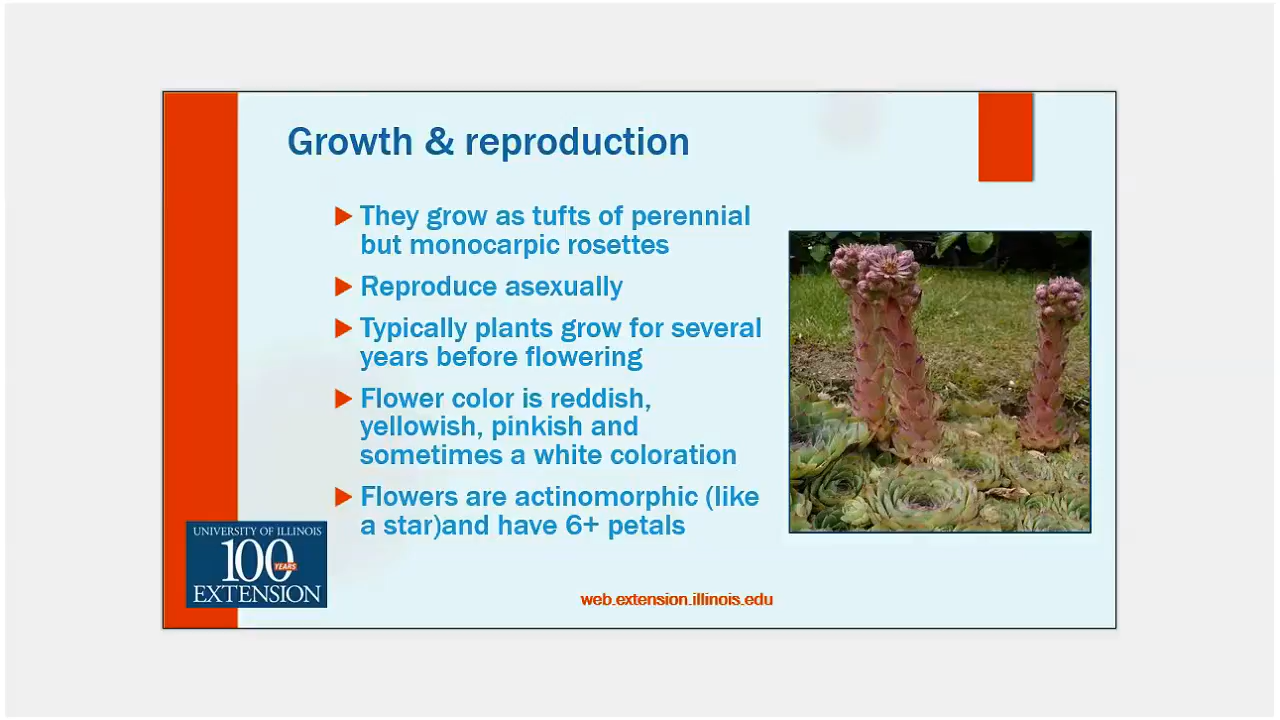 Growth & reproduction
They grow as tufts of perennial
but monocarpic rosettes
Reproduce asexually
Typically plants grow for several
years before flowering
Flower color is reddish,
yellowish, pinkish and
sometimes a white coloration
Flowers are actinomorphic (like
a star)and have 6+ petals
UNIVERSITY OF ILLINOIS
100
YEARS
EXTENSION
web.extension.illinois.edu